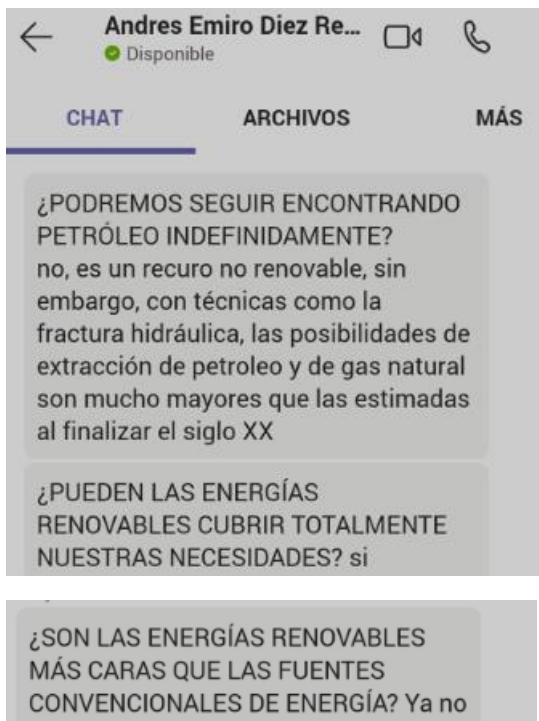 Andres Emiro Diez Re...
Disponible
CHAT ARCHIVOS MÁS
¿PODREMOS SEGUIR ENCONTRANDO
PETRÓLEO INDEFINIDAMENTE?
no, es un recuro no renovable, sin
embargo, con técnicas como la
fractura hidráulica, las posibilidades de
extracción de petroleo y de gas natural
son mucho mayores que las estimadas
al finalizar el siglo XX
¿PUEDEN LAS ENERGÍAS
RENOVABLES CUBRIR TOTALMENTE
NUESTRAS NECESIDADES? si
¿SON LAS ENERGÍAS RENOVABLES
MÁS CARAS QUE LAS FUENTES
CONVENCIONALES DE ENERGÍA? Ya no